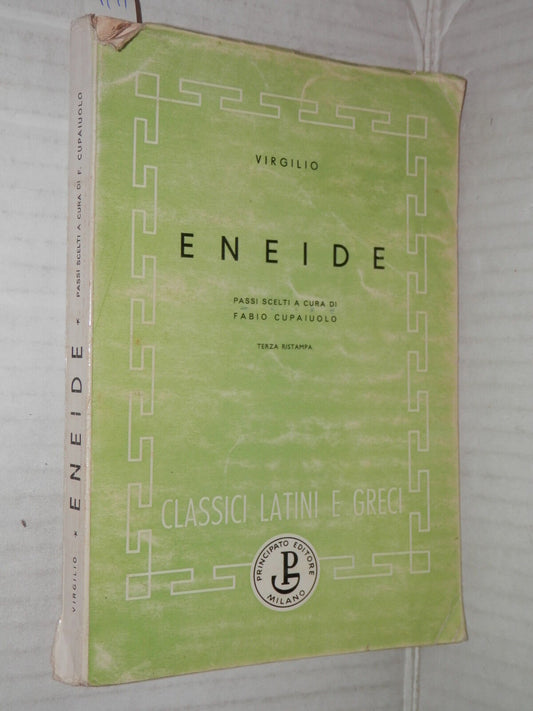 VIRGILIO
ENEIDE
PASSI SCELTI A CURA DI
FABIO CUPAIUOLO
TERZA RISTAMPA
CLASSICI LATINI E GRECI
PRINCIPATO EDITORE
MILANO
P
VIRGILIO * ENEIDE * PASSI SCELTI A CURA DI F. CUPAIUOLO